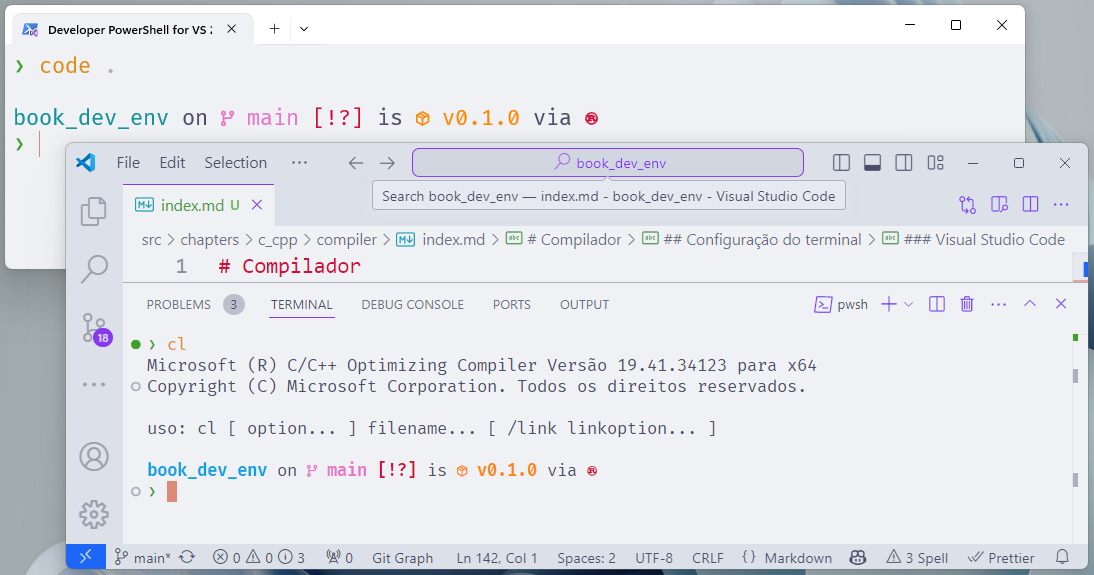 Developer PowerShell for VS 2
❯ code .
book_dev_env on main [!?] is v0.1.0 via
❯
File Edit Selection ··· book_dev_env
Search book_dev_env — index.md - book_dev_env - Visual Studio Code
index.md U
src > chapters > c_cpp > compiler > index.md > # Compilador > ## Configuração do terminal > ### Visual Studio Code
1 # Compilador
PROBLEMS 3 TERMINAL DEBUG CONSOLE PORTS OUTPUT pwsh
18
❯ cl
Microsoft (R) C/C++ Optimizing Compiler Versão 19.41.34123 para x64
Copyright (C) Microsoft Corporation. Todos os direitos reservados.
uso: cl [ option... ] filename... [ /link linkoption... ]
book_dev_env on main [!?] is v0.1.0 via
❯
main* 0 0 3 0 Git Graph Ln 142, Col 1 Spaces: 2 UTF-8 CRLF {} Markdown 3 Spell Prettier